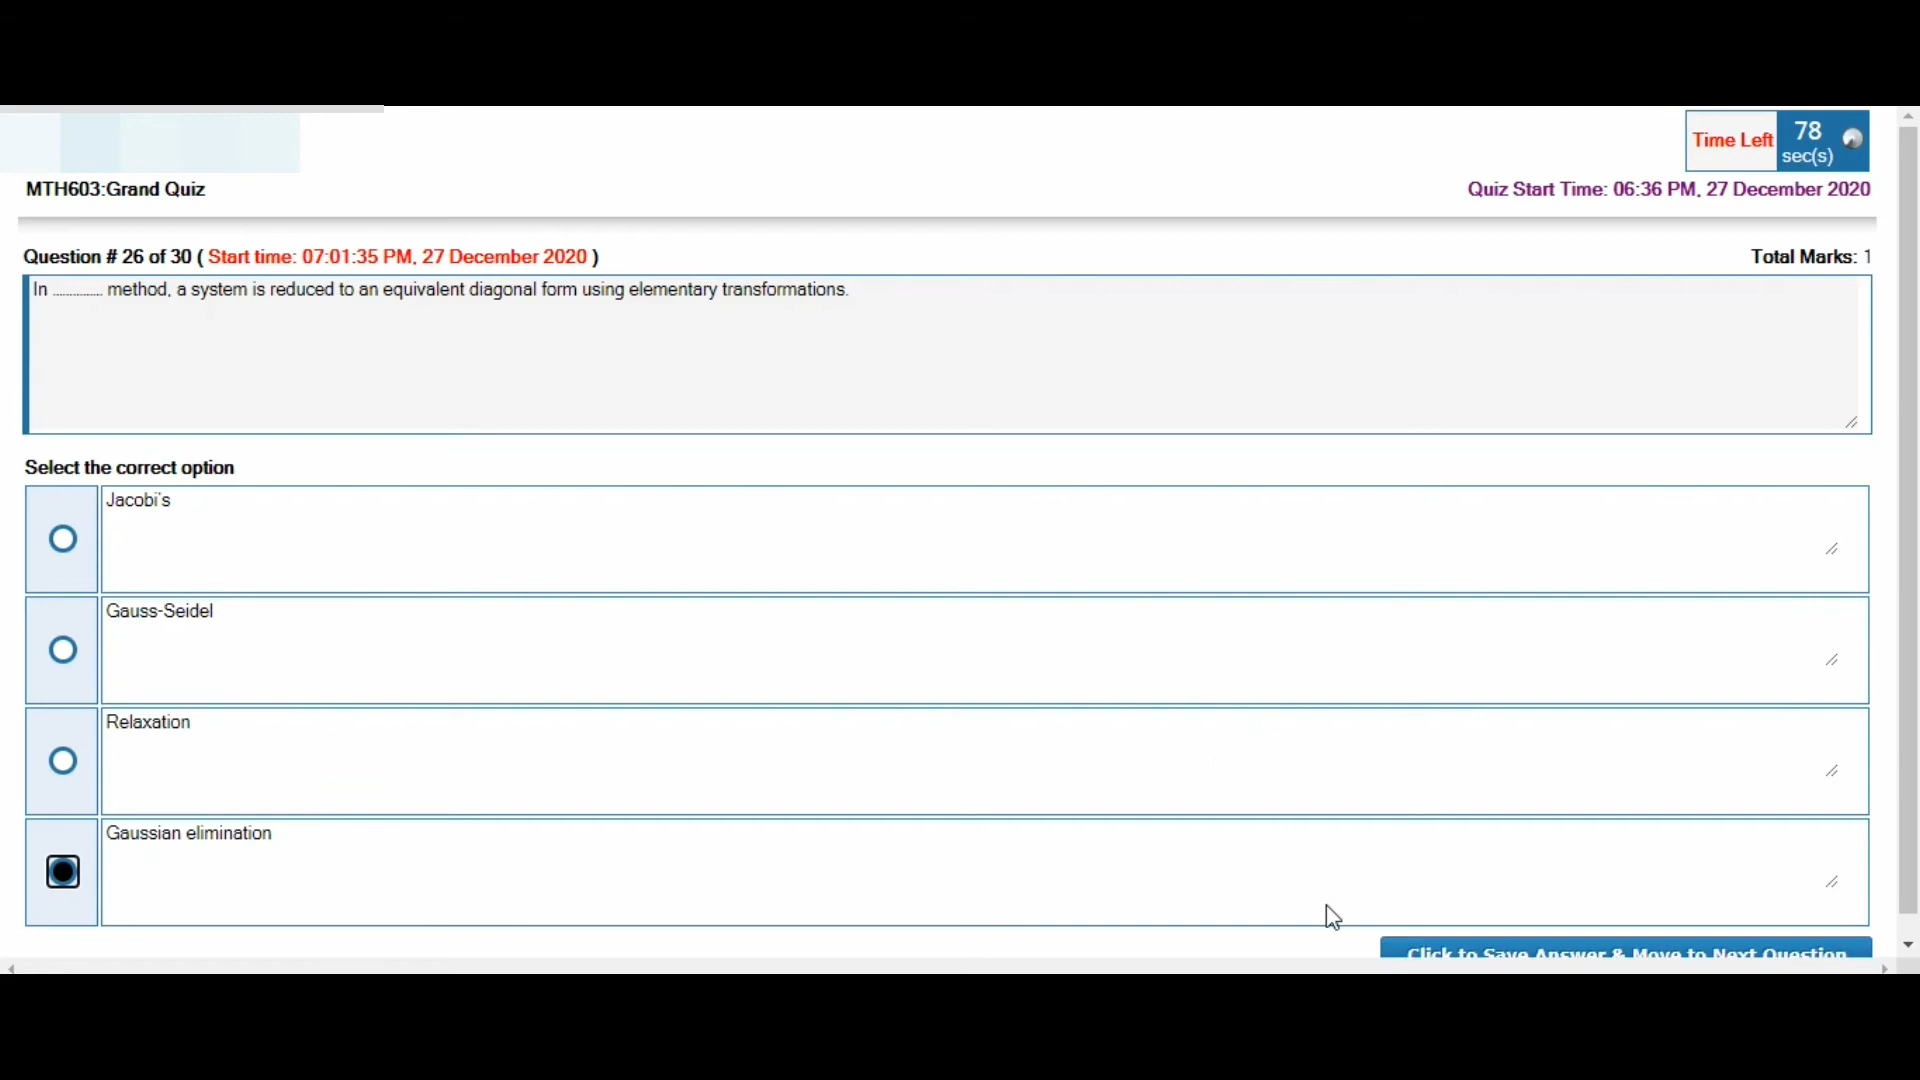 Time Left
78
sec(s)
MTH603:Grand Quiz
Quiz Start Time: 06:36 PM, 27 December 2020
Question # 26 of 30 ( Start time: 07:01:35 PM, 27 December 2020 )
Total Marks: 1
In ............... method, a system is reduced to an equivalent diagonal form using elementary transformations.
Select the correct option
Jacobi's
Gauss-Seidel
Relaxation
Gaussian elimination
Click to Save Answer & Move to Next Question